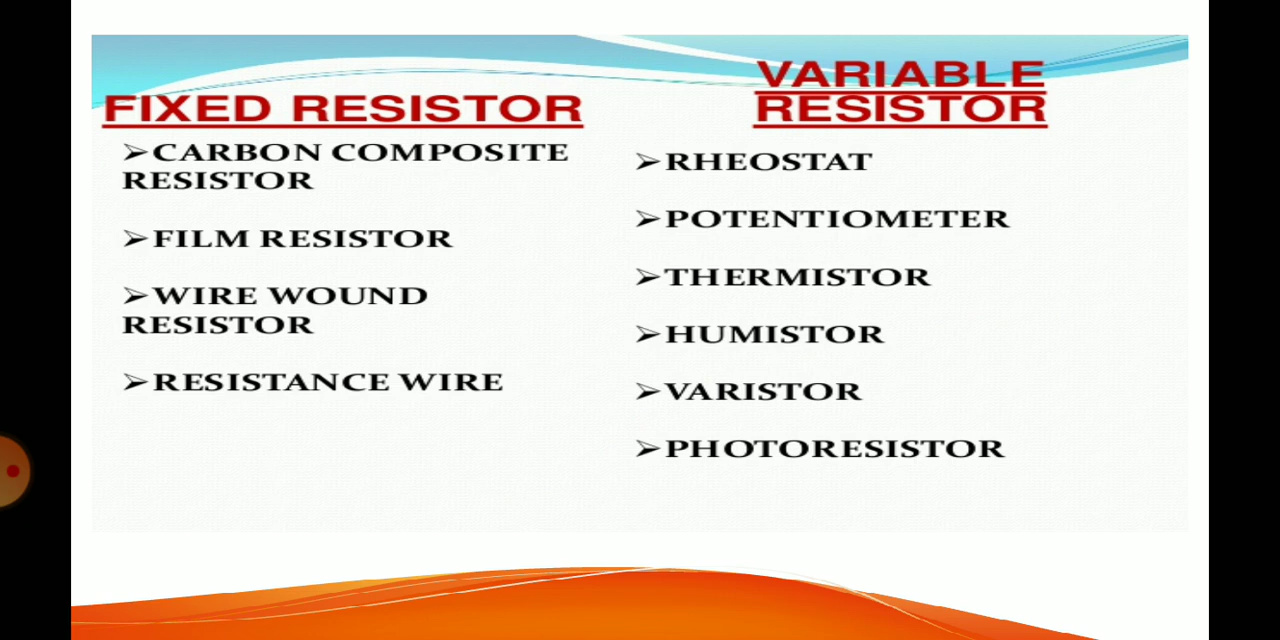 FIXED RESISTOR
➢CARBON COMPOSITE
RESISTOR
➢FILM RESISTOR
➢WIRE WOUND
RESISTOR
➢RESISTANCE WIRE
VARIABLE
RESISTOR
➢RHEOSTAT
➢POTENTIOMETER
➢THERMISTOR
➢HUMISTOR
➢VARISTOR
➢PHOTORESISTOR